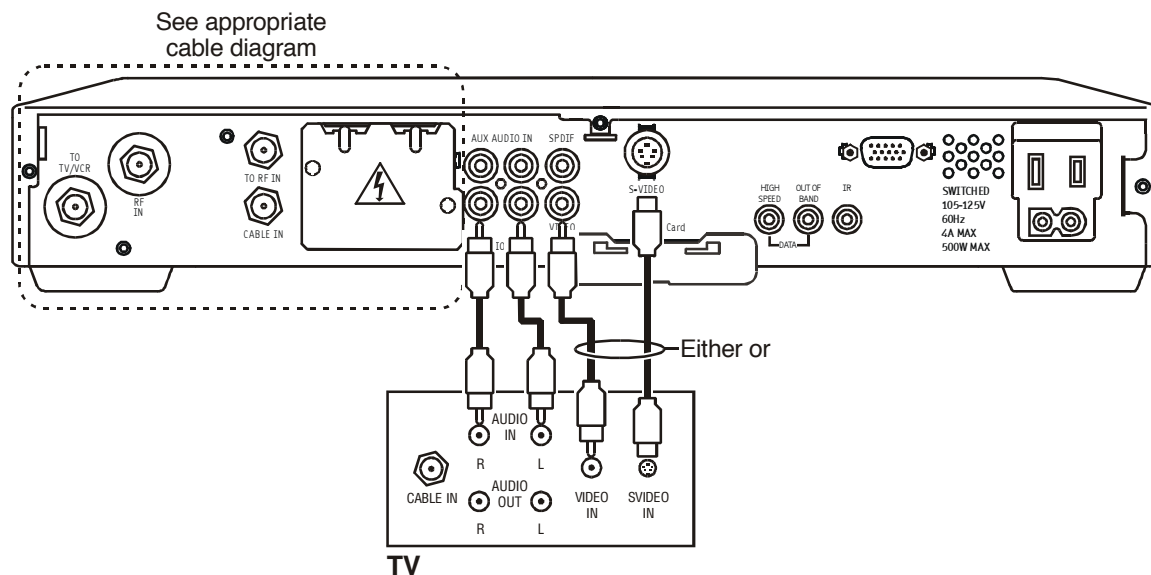 See appropriate
cable diagram
TO
TV/VCR
RF
IN
TO RF IN
CABLE IN
AUX AUDIO IN
SPDIF
S-VIDEO
Card
HIGH
SPEED
OUT OF
BAND
DATA
IR
SWITCHED
105-125V
60Hz
4A MAX
500W MAX
Either or
AUDIO
IN
R
L
CABLE IN
AUDIO
OUT
R
L
VIDEO
IN
SVIDEO
IN
TV